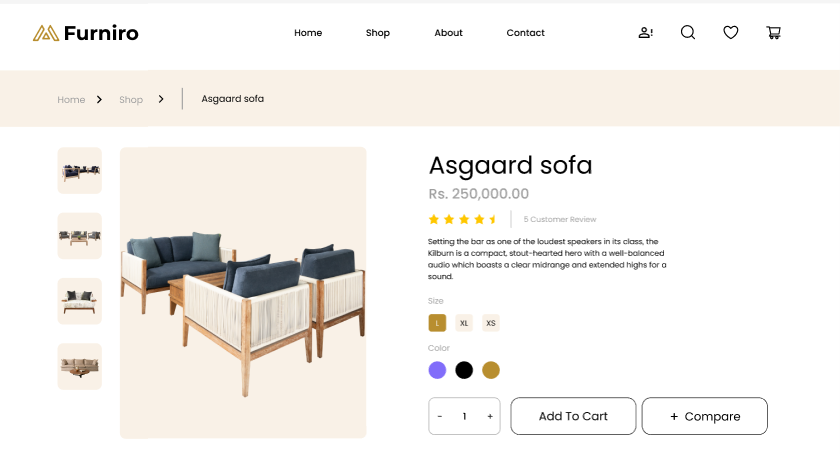 Furniro
Home Shop About Contact
Home Shop Asgaard sofa
Asgaard sofa
Rs. 250,000.00
5 Customer Review
Setting the bar as one of the loudest speakers in its class, the
Kilburn is a compact, stout-hearted hero with a well-balanced
audio which boasts a clear midrange and extended highs for a
sound.
Size
L XL XS
Color
- 1 + Add To Cart + Compare